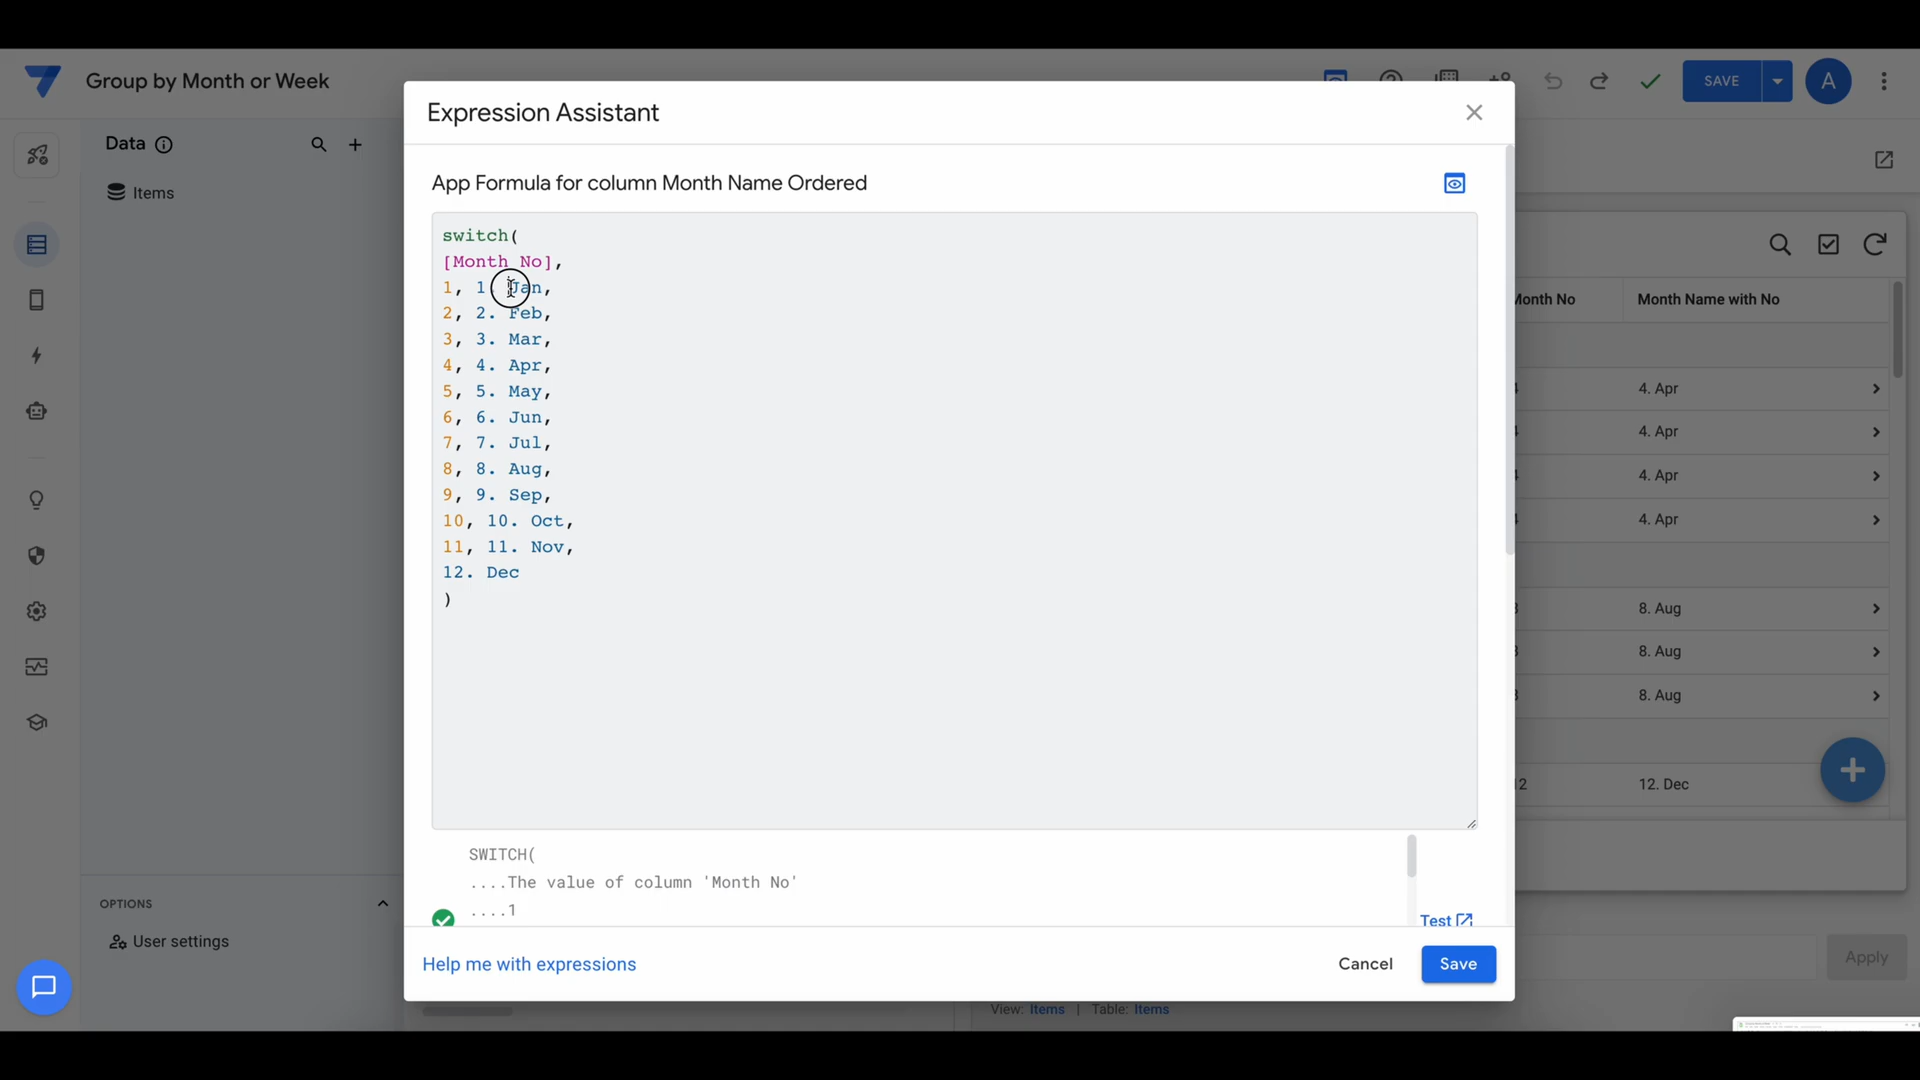 Group by Month or Week
SAVE
A
Data
Items
Expression Assistant
App Formula for column Month Name Ordered
switch(
[Month No],
1, 1. Jan,
2, 2. Feb,
3, 3. Mar,
4, 4. Apr,
5, 5. May,
6, 6. Jun,
7, 7. Jul,
8, 8. Aug,
9, 9. Sep,
10, 10. Oct,
11, 11. Nov,
12. Dec
)
SWITCH(
....The value of column 'Month No'
....1
Test
Help me with expressions
Cancel
Save
Month No
Month Name with No
4. Apr
4. Apr
4. Apr
4. Apr
8. Aug
8. Aug
8. Aug
12
12. Dec
OPTIONS
User settings
Apply
View: Items | Table: Items